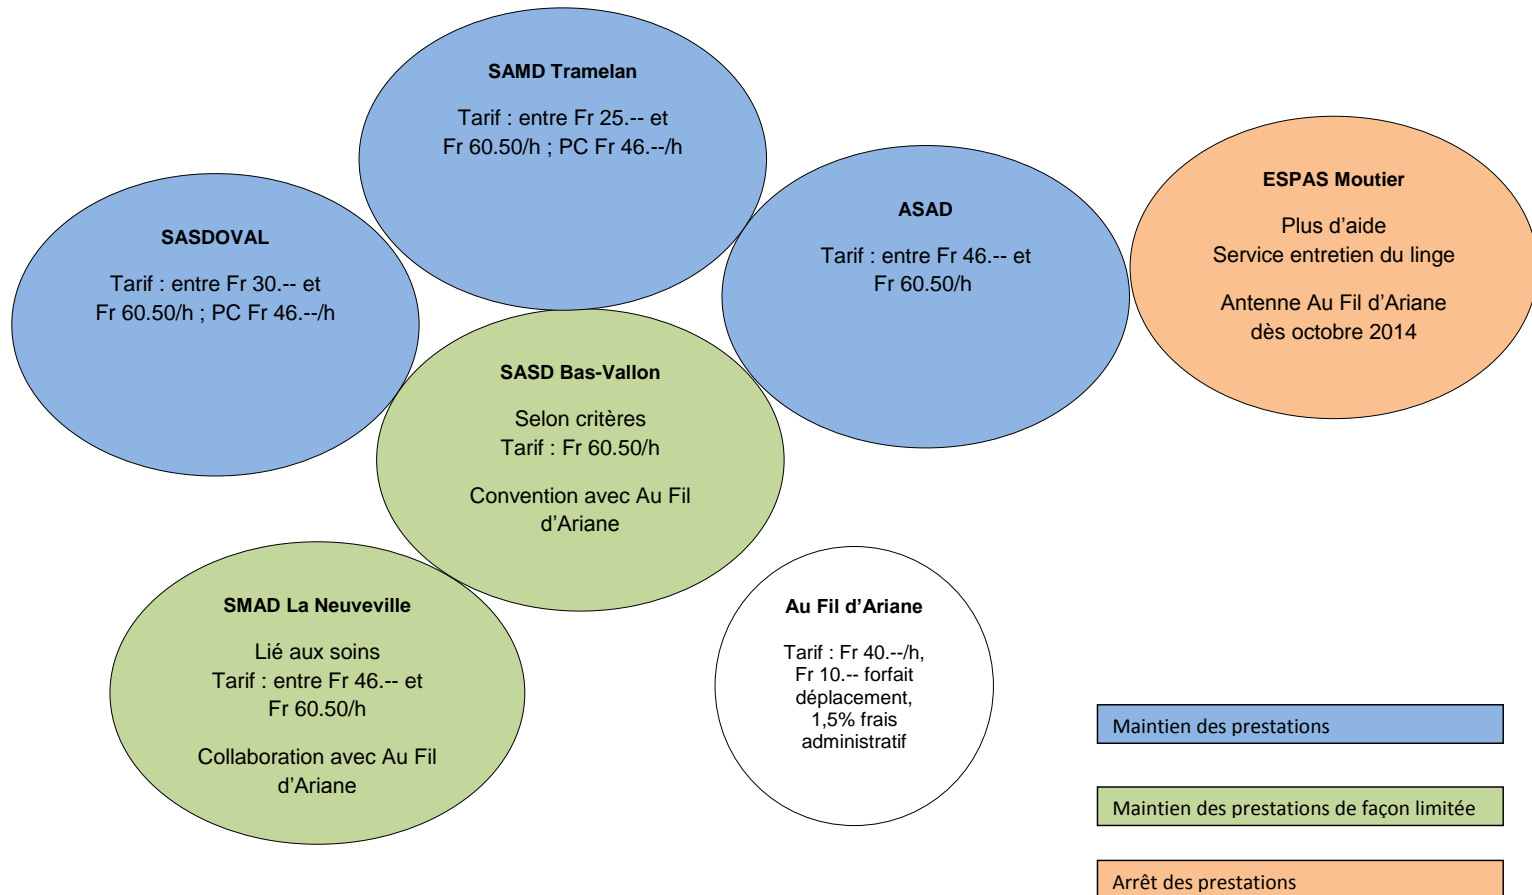 SAMD Tramelan
Tarif : entre Fr 25.-- et
Fr 60.50/h ; PC Fr 46.--/h
ESPAS Moutier
Plus d’aide
Service entretien du linge
Antenne Au Fil d’Ariane
dès octobre 2014
ASAD
Tarif : entre Fr 46.-- et
Fr 60.50/h
SASDOVAL
Tarif : entre Fr 30.-- et
Fr 60.50/h ; PC Fr 46.--/h
SASD Bas-Vallon
Selon critères
Tarif : Fr 60.50/h
Convention avec Au Fil
d’Ariane
SMAD La Neuveville
Lié aux soins
Tarif : entre Fr 46.-- et
Fr 60.50/h
Collaboration avec Au Fil
d’Ariane
Au Fil d’Ariane
Tarif : Fr 40.--/h,
Fr 10.-- forfait
déplacement,
1,5% frais
administratif
Maintien des prestations
Maintien des prestations de façon limitée
Arrêt des prestations